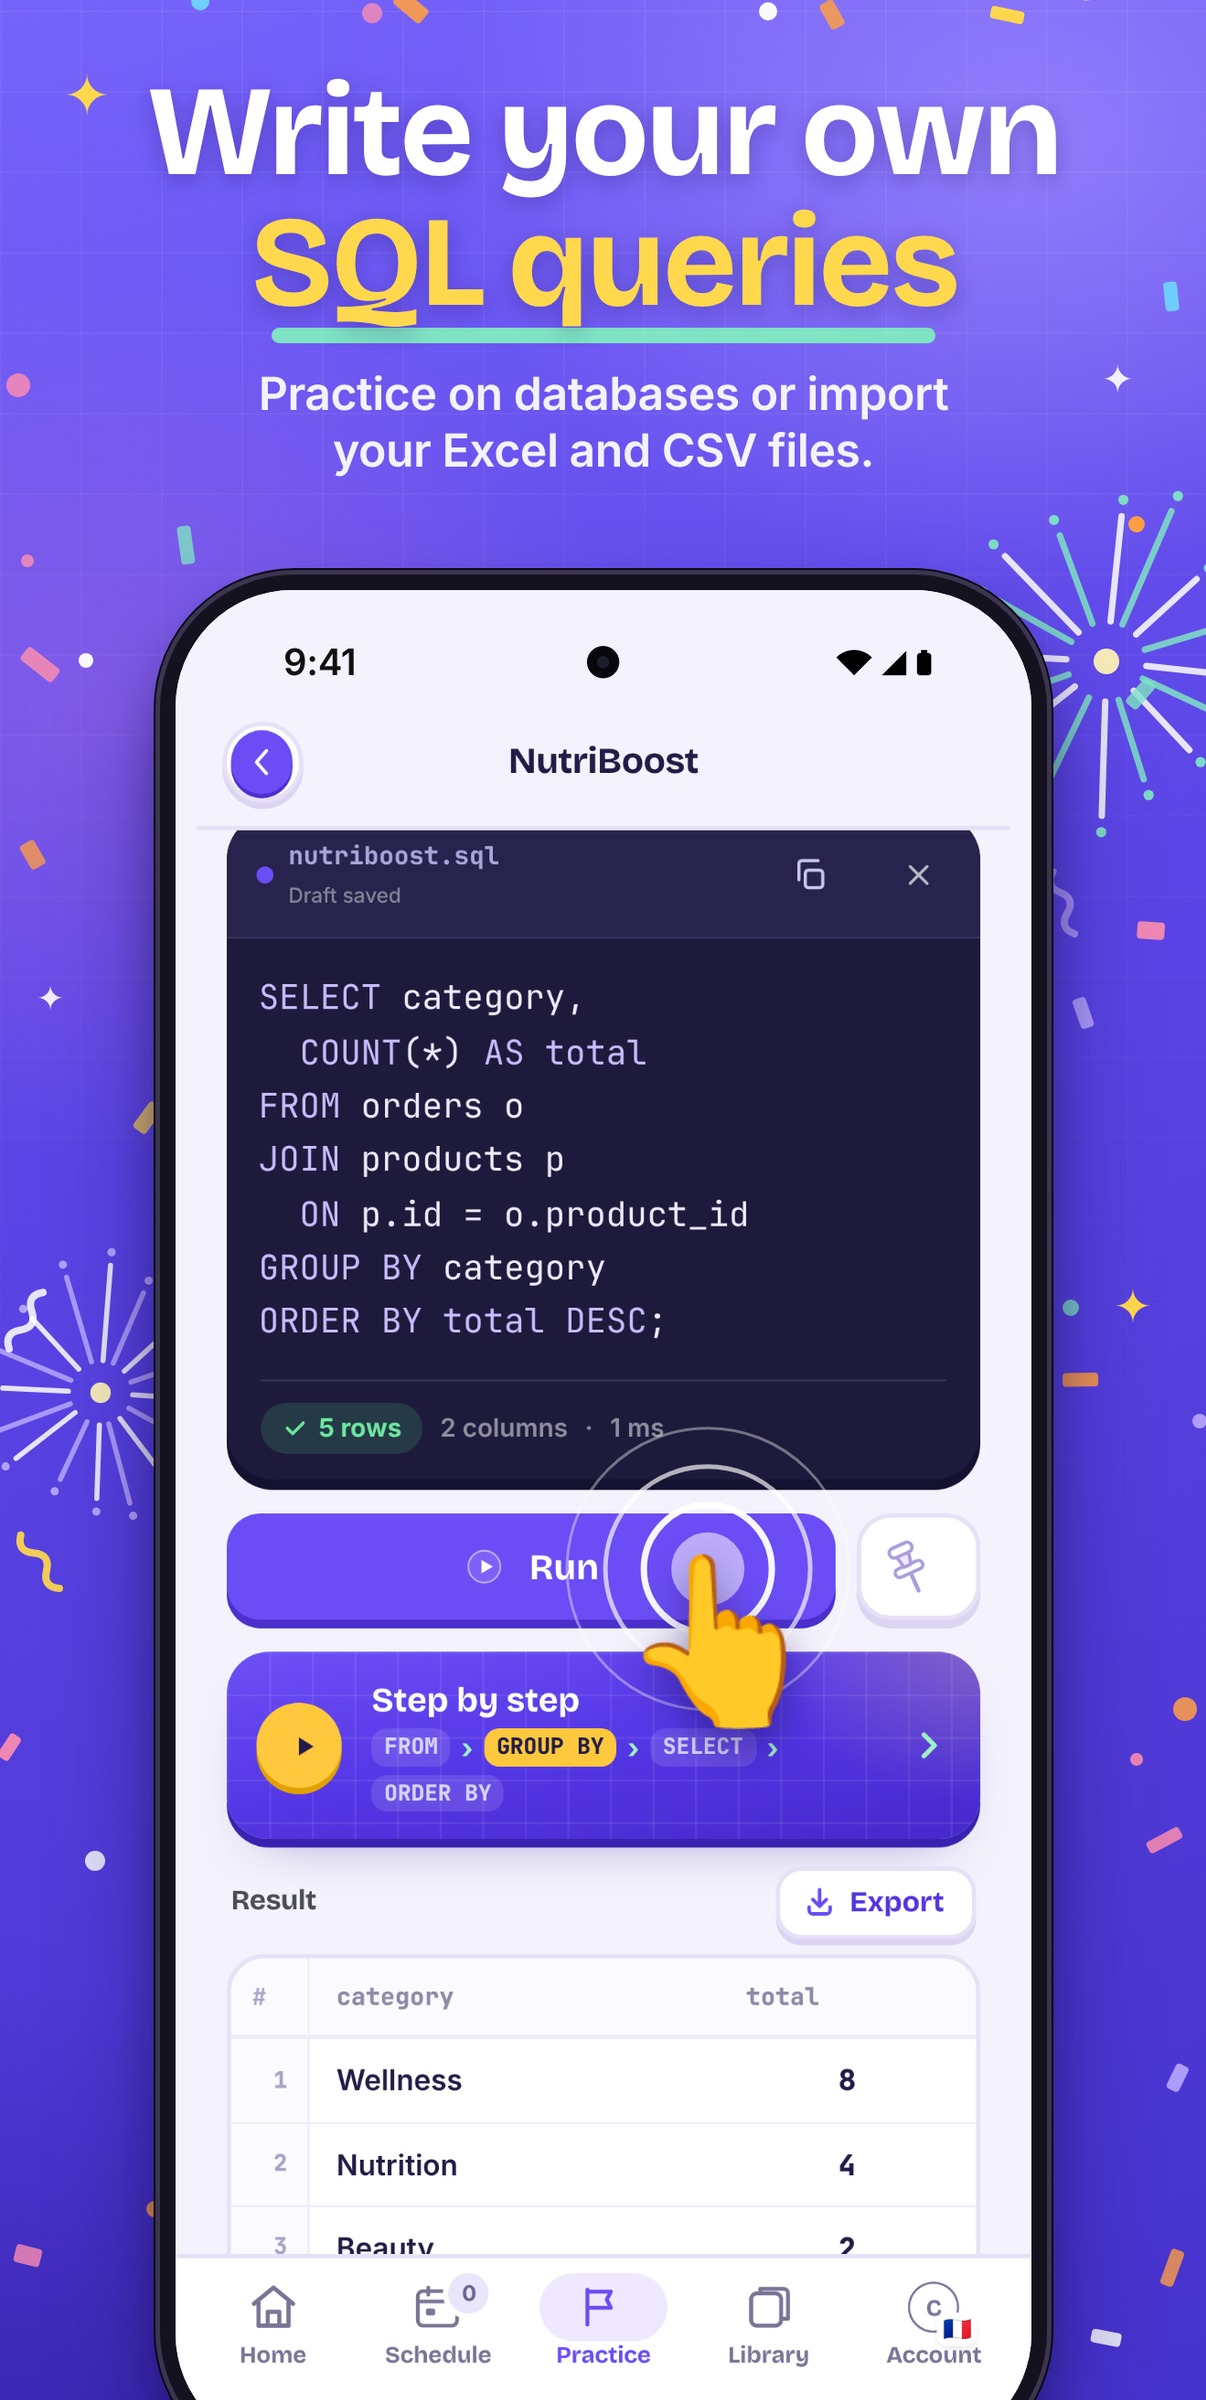 Write your own
SQL queries
Practice on databases or import
your Excel and CSV files.
9:41
NutriBoost
nutriboost.sql
Draft saved
SELECT category,
  COUNT(*) AS total
FROM orders o
JOIN products p
  ON p.id = o.product_id
GROUP BY category
ORDER BY total DESC;
5 rows 2 columns · 1 ms
Run
Step by step
FROM › GROUP BY › SELECT ›
ORDER BY
Result
Export
# category total
1 Wellness 8
2 Nutrition 4
3 Beauty 2
0
C
Home Schedule Practice Library Account